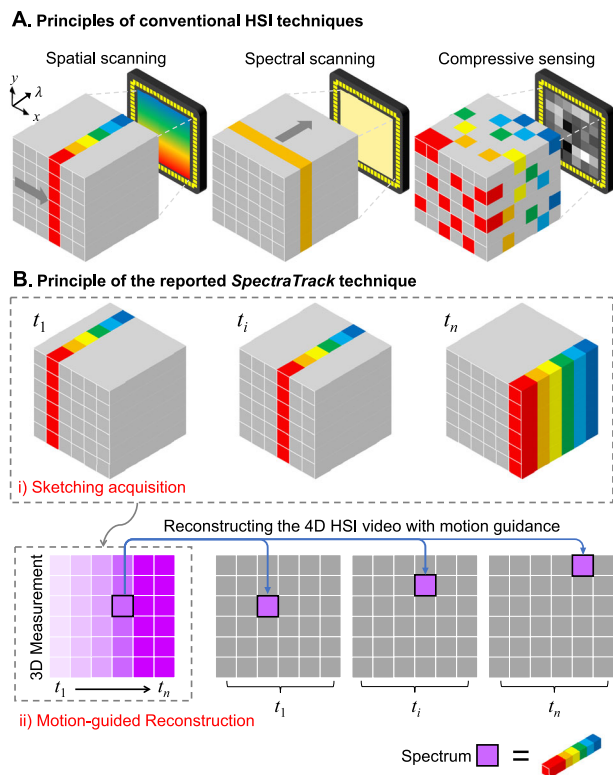 A. Principles of conventional HSI techniques
Spatial scanning
Spectral scanning
Compressive sensing
y
λ
x
B. Principle of the reported SpectraTrack technique
t1
ti
tn
i) Sketching acquisition
Reconstructing the 4D HSI video with motion guidance
3D Measurement
t1
tn
t1
ti
tn
ii) Motion-guided Reconstruction
Spectrum =